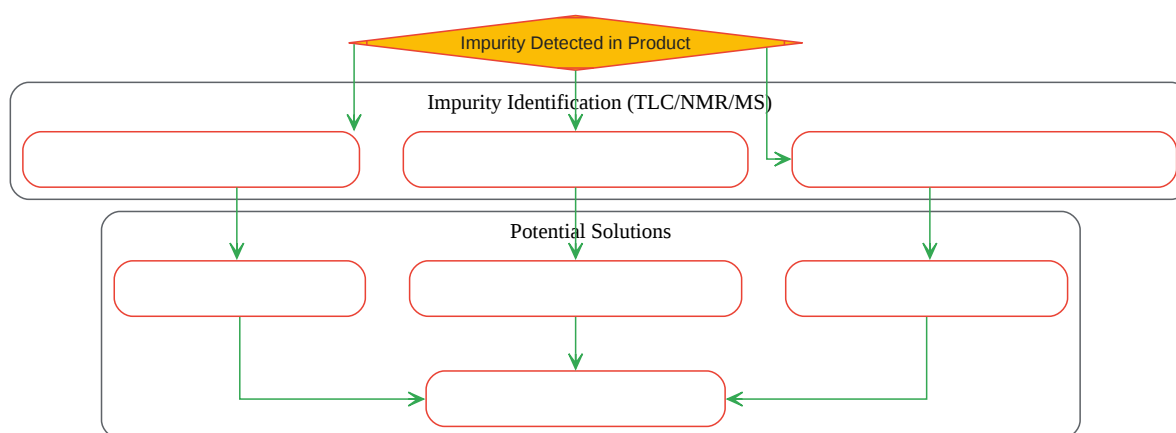 Impurity Detected in Product
Impurity Identification (TLC/NMR/MS)
Potential Solutions